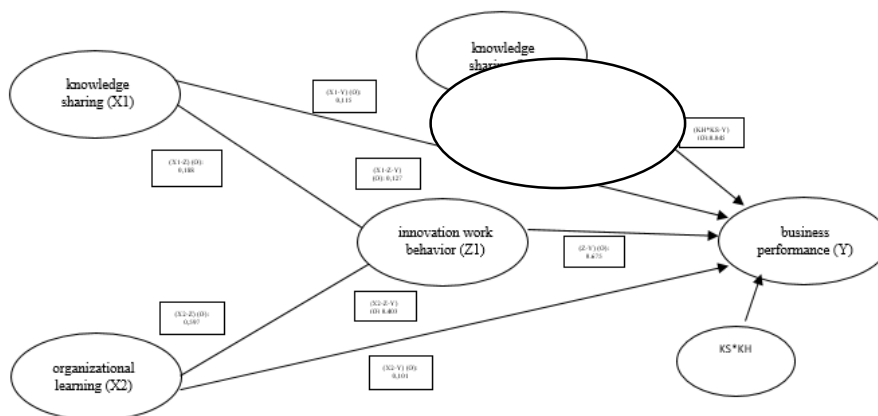 knowledge
sharing
knowledge
sharing (X1)
(X1-Y) (O):
0,115
(KH*KS-Y)
(O) 0.045
(X1-Z) (O):
0,188
(X1-Z-Y)
(O): 0,127
innovation work
behavior (Z1)
(Z-Y) (O):
0.675
business
performance (Y)
(X2-Z) (O):
0,597
(X2-Z-Y)
(O) 0.403
KS*KH
organizational
learning (X2)
(X2-Y) (O):
0,101